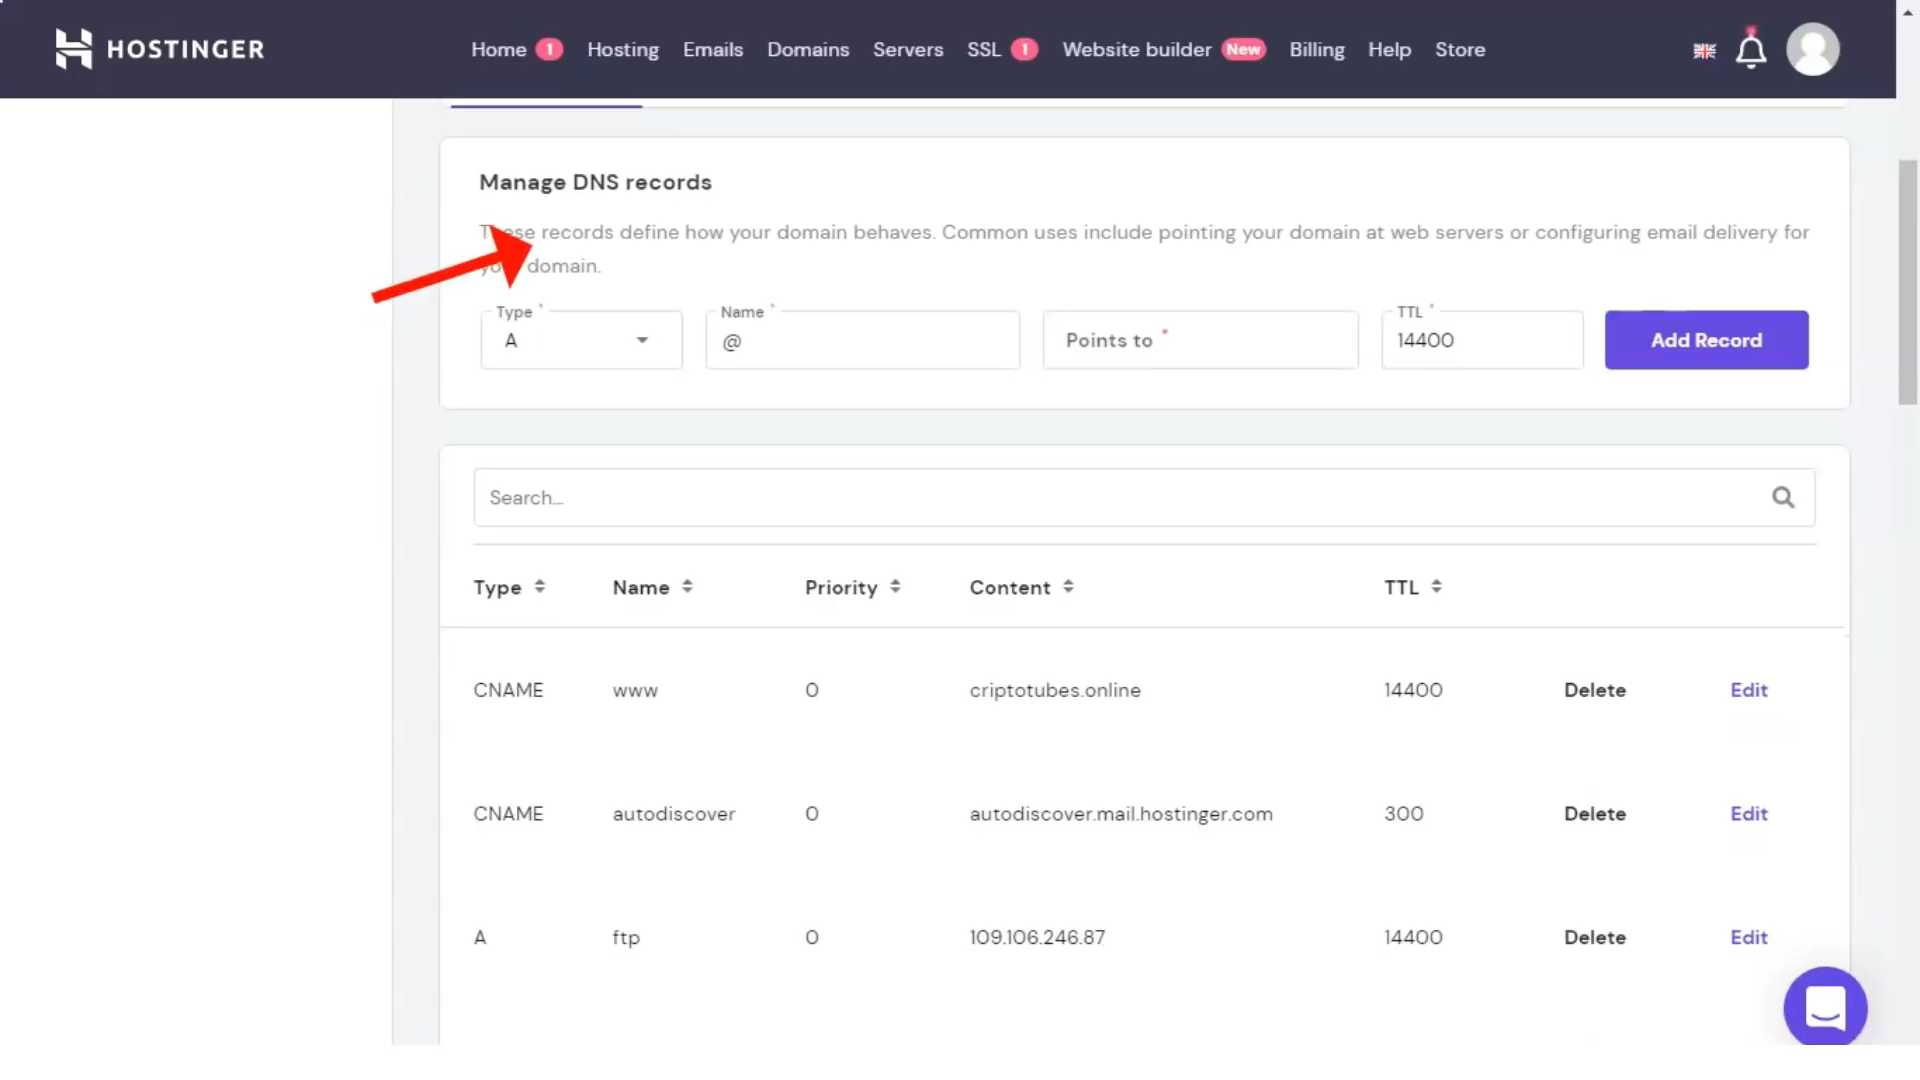 HOSTINGER
Home 1 Hosting Emails Domains Servers SSL 1 Website builder New Billing Help Store
Manage DNS records
These records define how your domain behaves. Common uses include pointing your domain at web servers or configuring email delivery for
your domain.
Type * Name * TTL *
A @ Points to * 14400 Add Record
Search...
Type Name Priority Content TTL
CNAME www 0 criptotubes.online 14400 Delete Edit
CNAME autodiscover 0 autodiscover.mail.hostinger.com 300 Delete Edit
A ftp 0 109.106.246.87 14400 Delete Edit